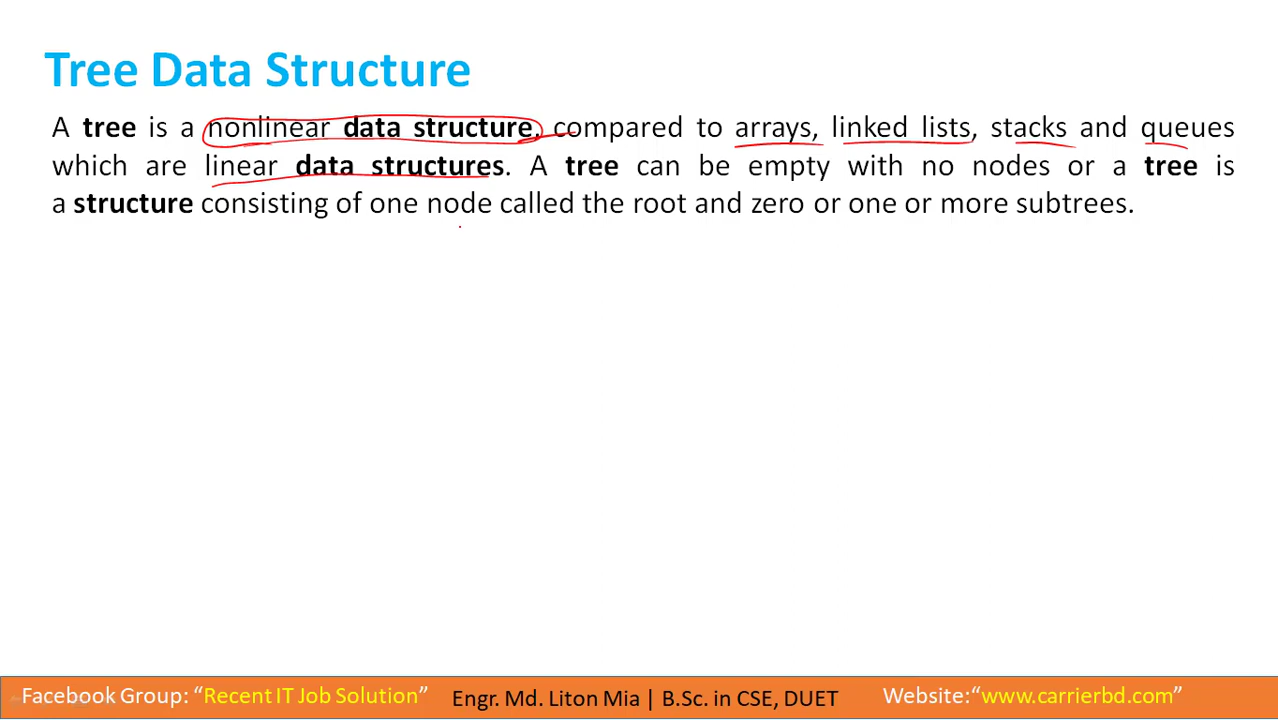 Tree Data Structure
A tree is a nonlinear data structure, compared to arrays, linked lists, stacks and queues
which are linear data structures. A tree can be empty with no nodes or a tree is
a structure consisting of one node called the root and zero or one or more subtrees.
Facebook Group: “Recent IT Job Solution” Engr. Md. Liton Mia | B.Sc. in CSE, DUET Website:“www.carrierbd.com”